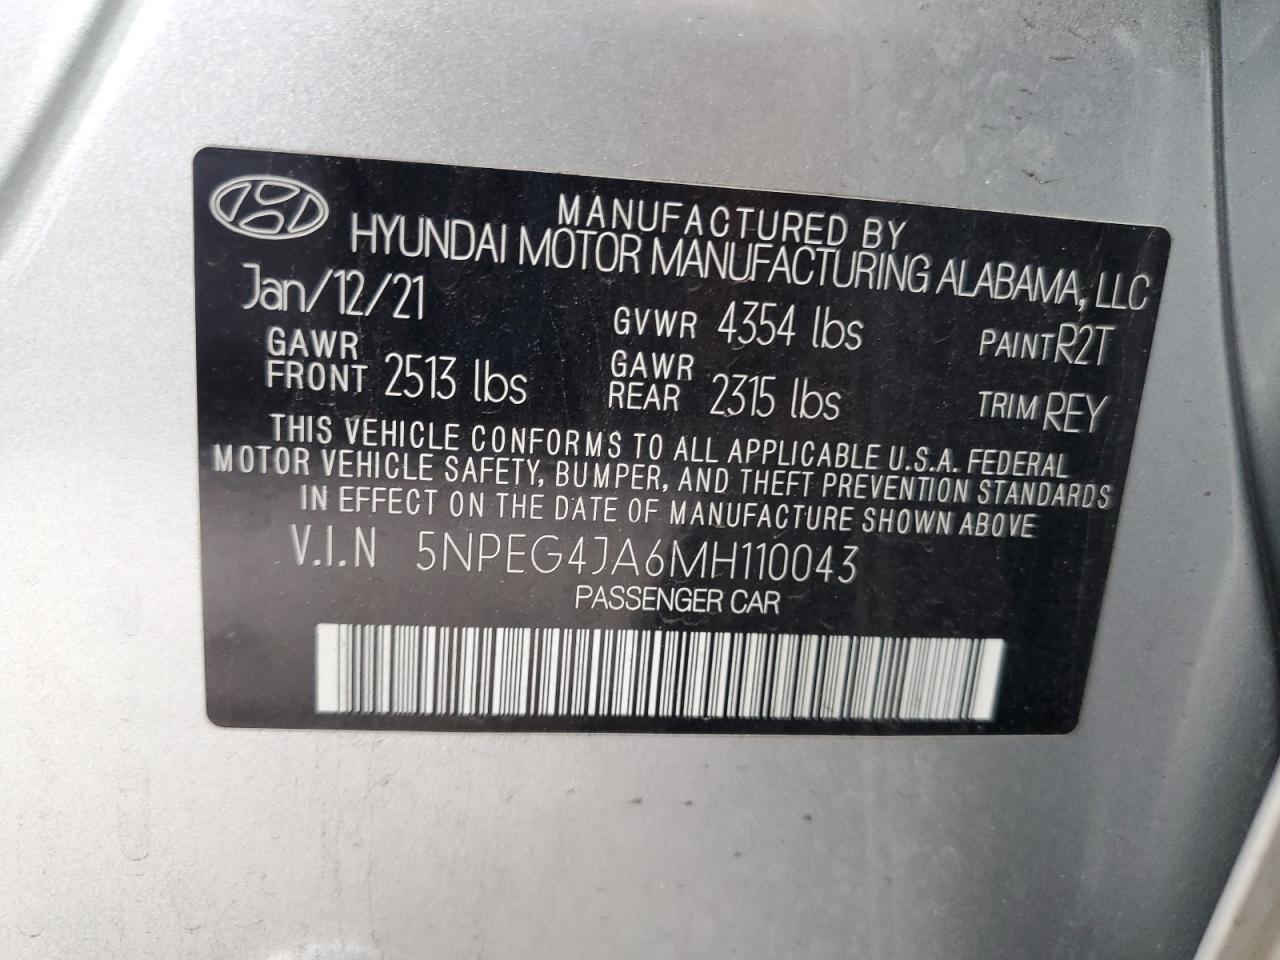 MANUFACTURED BY
HYUNDAI MOTOR MANUFACTURING ALABAMA, LLC
Jan/12/21
GVWR 4354 lbs
PAINT R2T
GAWR FRONT 2513 lbs
GAWR REAR 2315 lbs
TRIM REY
THIS VEHICLE CONFORMS TO ALL APPLICABLE U.S.A. FEDERAL
MOTOR VEHICLE SAFETY, BUMPER, AND THEFT PREVENTION STANDARDS
IN EFFECT ON THE DATE OF MANUFACTURE SHOWN ABOVE
V.I.N 5NPEG4JA6MH110043
PASSENGER CAR